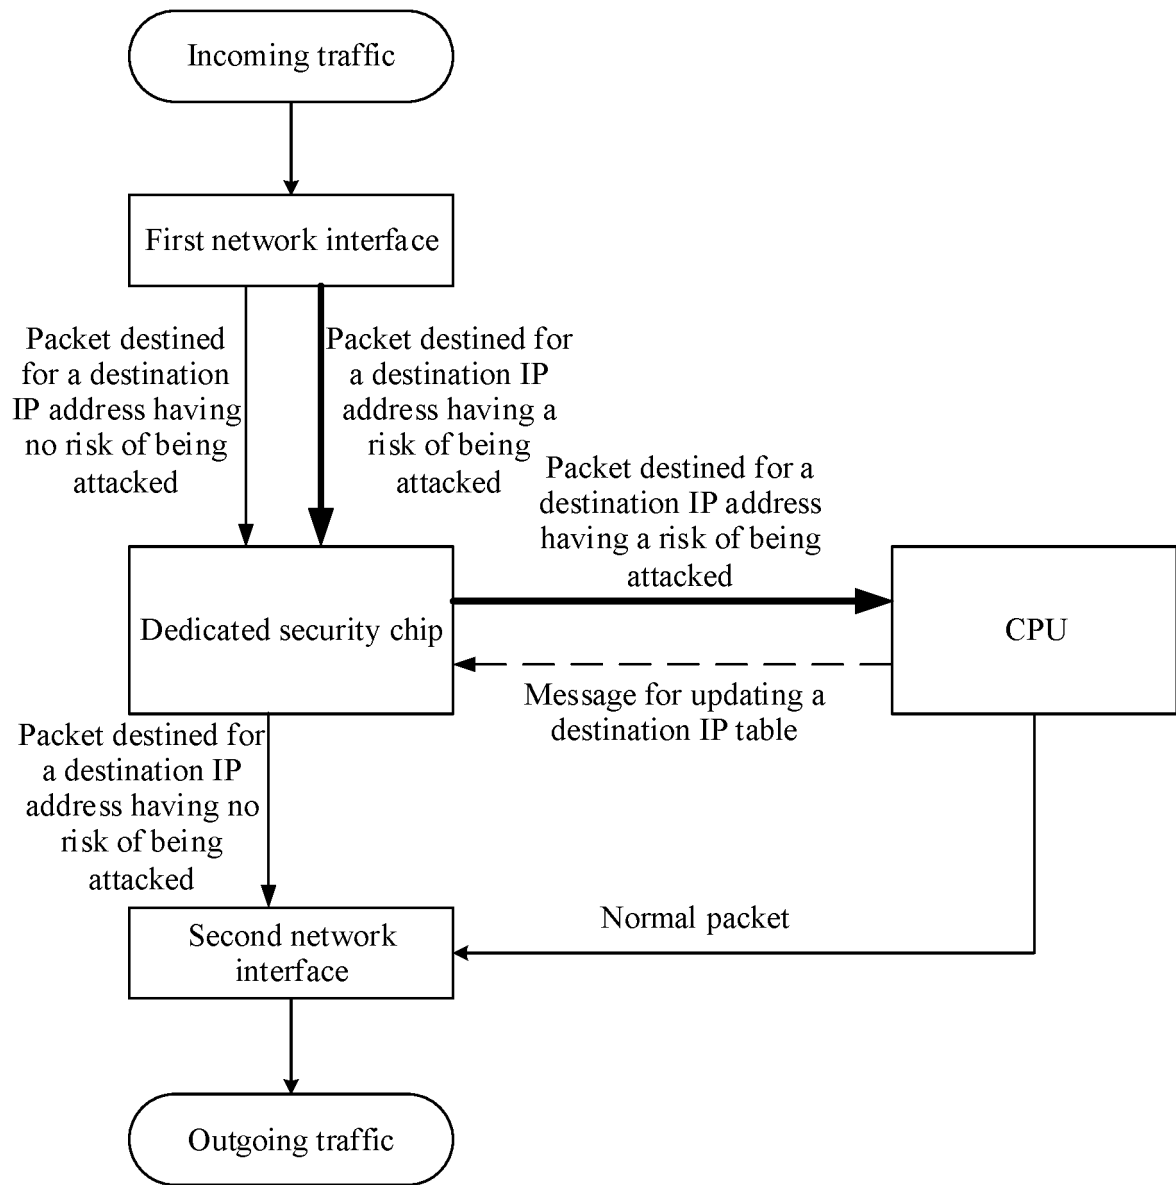 Incoming traffic
First network interface
Packet destined
for a destination
IP address having
no risk of being
attacked
Packet destined for
a destination IP
address having a
risk of being
attacked
Packet destined for a
destination IP address
having a risk of being
attacked
Dedicated security chip
CPU
Message for updating a
destination IP table
Packet destined for
a destination IP
address having no
risk of being
attacked
Normal packet
Second network
interface
Outgoing traffic